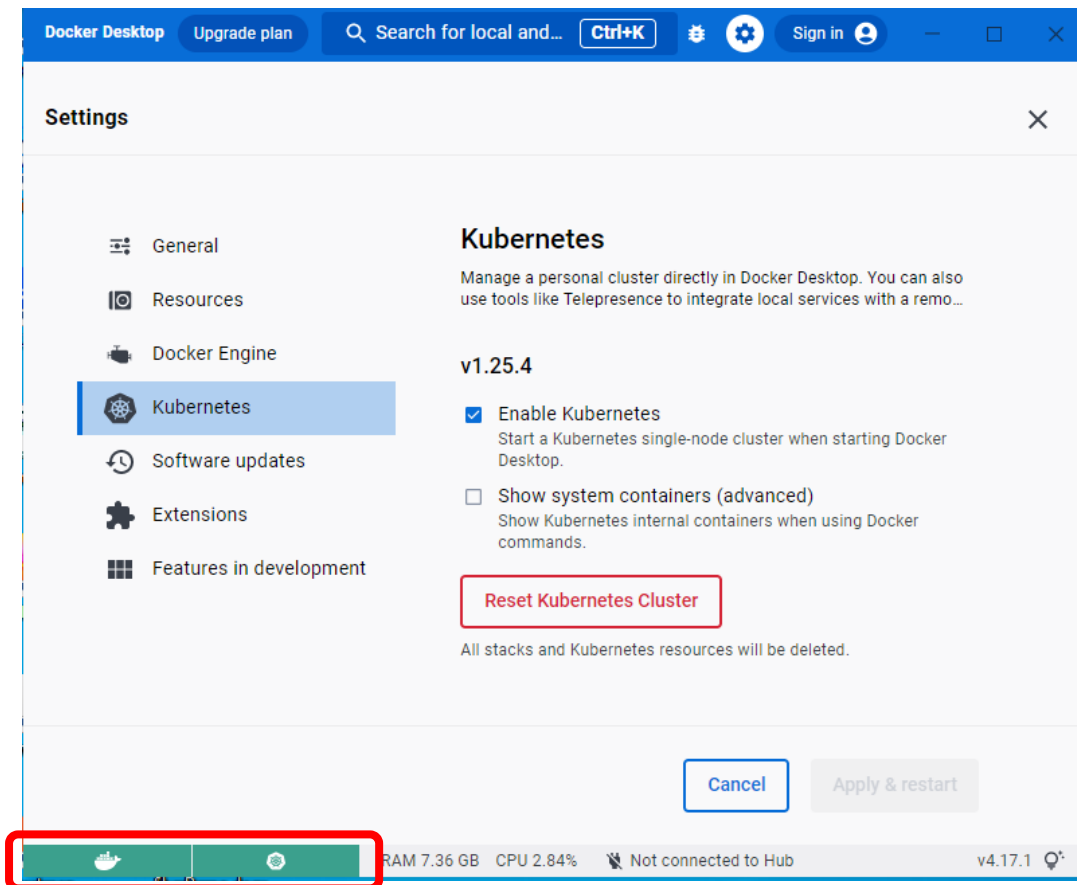 Docker Desktop Upgrade plan Search for local and... Ctrl+K Sign in
Settings
General
Resources
Docker Engine
Kubernetes
Software updates
Extensions
Features in development
Kubernetes
Manage a personal cluster directly in Docker Desktop. You can also
use tools like Telepresence to integrate local services with a remo...
v1.25.4
Enable Kubernetes
Start a Kubernetes single-node cluster when starting Docker
Desktop.
Show system containers (advanced)
Show Kubernetes internal containers when using Docker
commands.
Reset Kubernetes Cluster
All stacks and Kubernetes resources will be deleted.
Cancel Apply & restart
RAM 7.36 GB CPU 2.84% Not connected to Hub v4.17.1